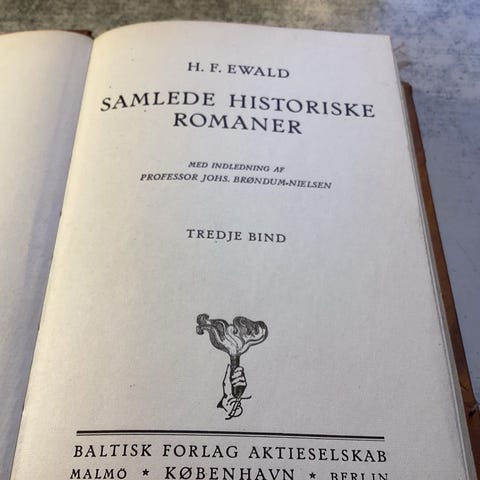 H. F. EWALD
SAMLEDE HISTORISKE
ROMANER
MED INDLEDNING AF
PROFESSOR JOHS. BRØNDUM-NIELSEN
TREDJE BIND
BALTISK FORLAG AKTIESELSKAB
MALMÖ * KØBENHAVN * BERLIN